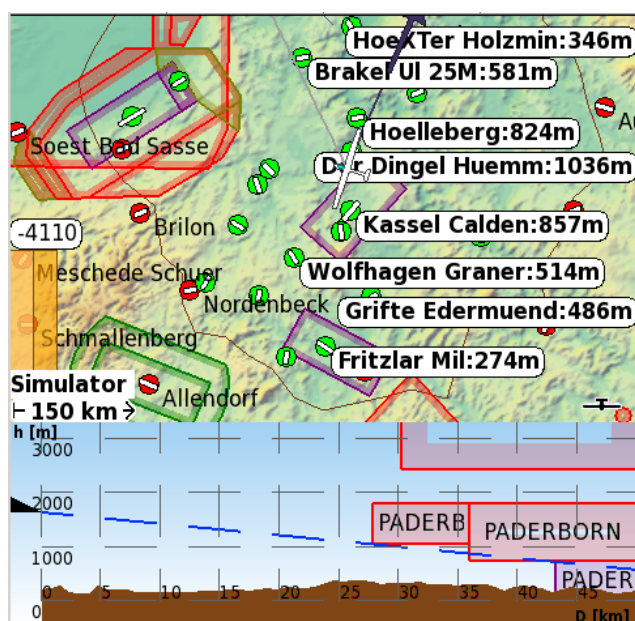 HoeXTer Holzmin:346m
Brakel Ul 25M:581m
Hoelleberg:824m
Soest Bad Sasse
Der Dingel Huemm:1036m
Brilon
Kassel Calden:857m
-4110
Meschede Schuer
Wolfhagen Graner:514m
Nordenbeck
Grifte Edermuend:486m
Schmallenberg
Fritzlar Mil:274m
Simulator
Allendorf
150 km
h [m]
3000
2000
PADERB
PADERBORN
1000
PADER
0 5 10 15 20 25 30 35 40 45
0
D [km]